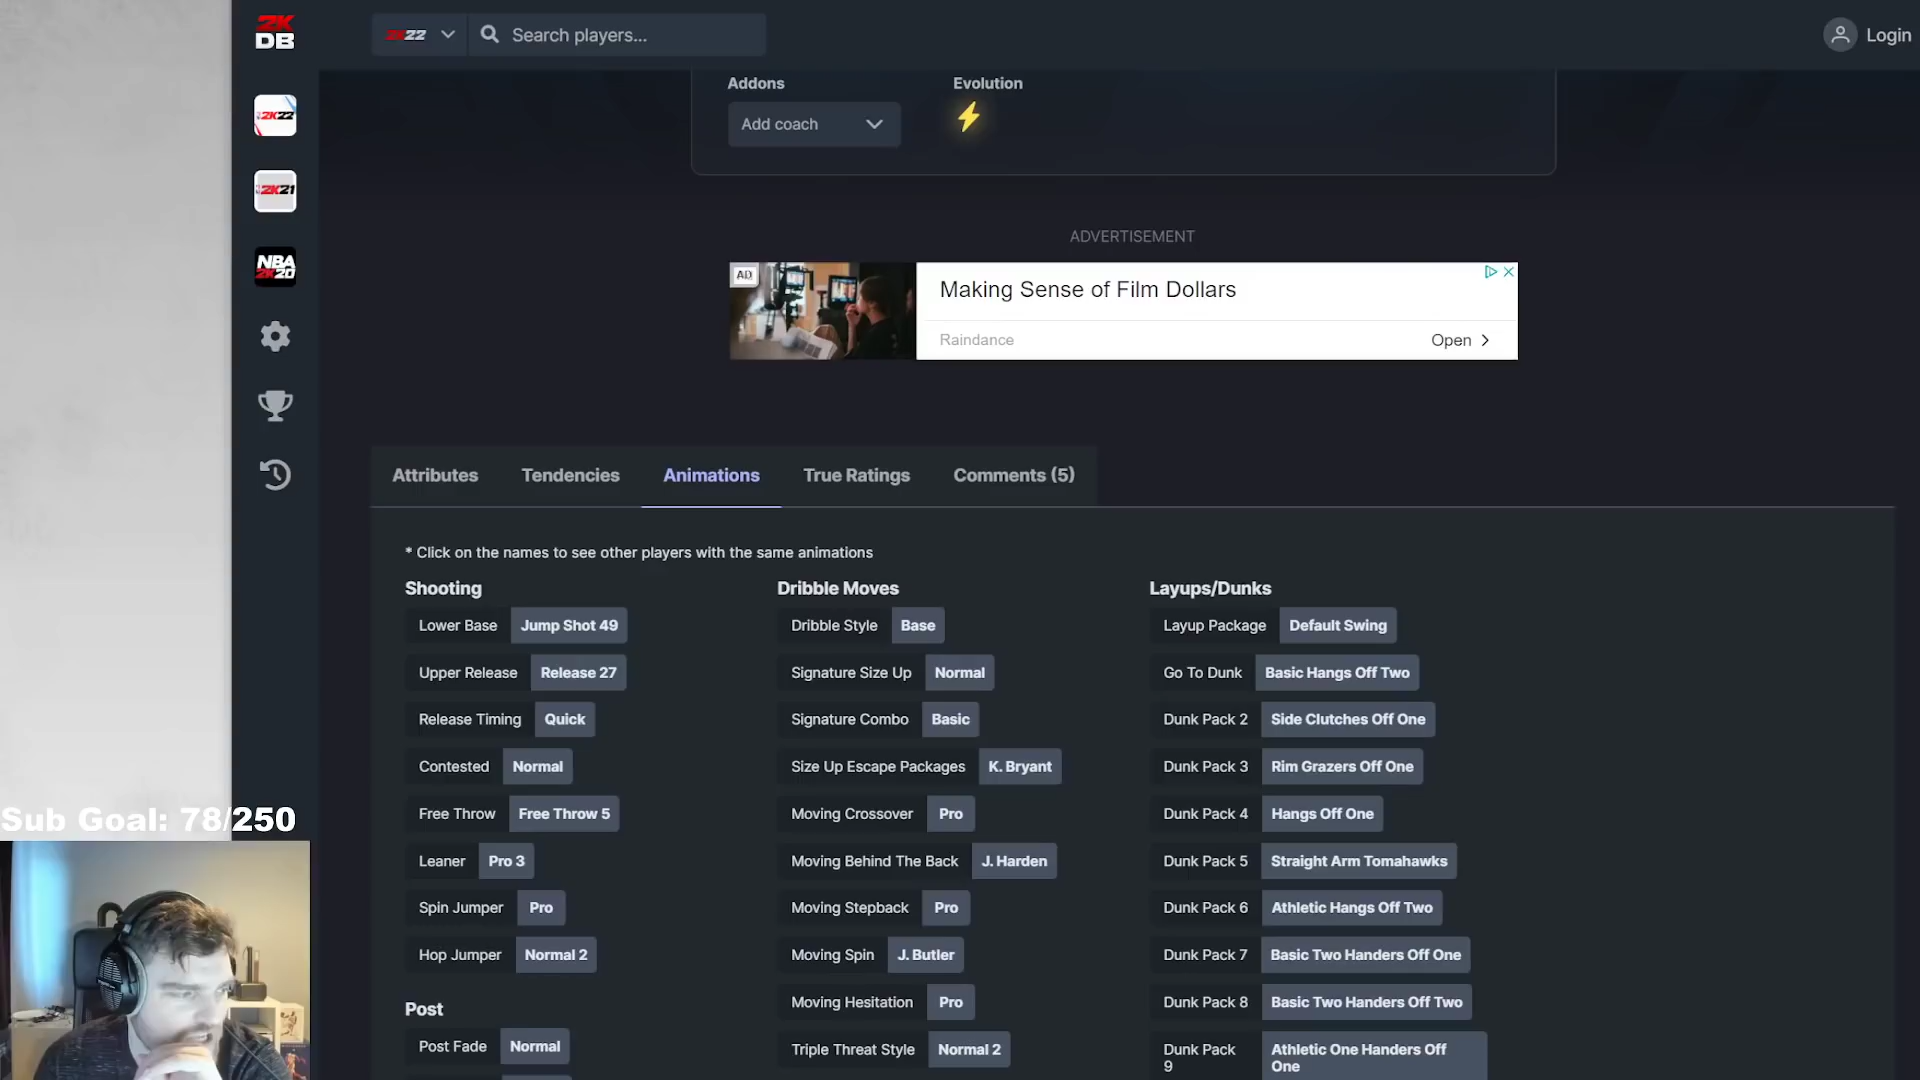 2K
DB
2K22
Search players...
Login
2K22
2K21
NBA
2K20
Addons
Evolution
Add coach
ADVERTISEMENT
AD
Making Sense of Film Dollars
Raindance
Open
Attributes
Tendencies
Animations
True Ratings
Comments (5)
* Click on the names to see other players with the same animations
Shooting
Lower Base Jump Shot 49
Upper Release Release 27
Release Timing Quick
Contested Normal
Free Throw Free Throw 5
Leaner Pro 3
Spin Jumper Pro
Hop Jumper Normal 2
Post
Post Fade Normal
Dribble Moves
Dribble Style Base
Signature Size Up Normal
Signature Combo Basic
Size Up Escape Packages K. Bryant
Moving Crossover Pro
Moving Behind The Back J. Harden
Moving Stepback Pro
Moving Spin J. Butler
Moving Hesitation Pro
Triple Threat Style Normal 2
Layups/Dunks
Layup Package Default Swing
Go To Dunk Basic Hangs Off Two
Dunk Pack 2 Side Clutches Off One
Dunk Pack 3 Rim Grazers Off One
Dunk Pack 4 Hangs Off One
Dunk Pack 5 Straight Arm Tomahawks
Dunk Pack 6 Athletic Hangs Off Two
Dunk Pack 7 Basic Two Handers Off One
Dunk Pack 8 Basic Two Handers Off Two
Dunk Pack 9 Athletic One Handers Off One
Sub Goal: 78/250